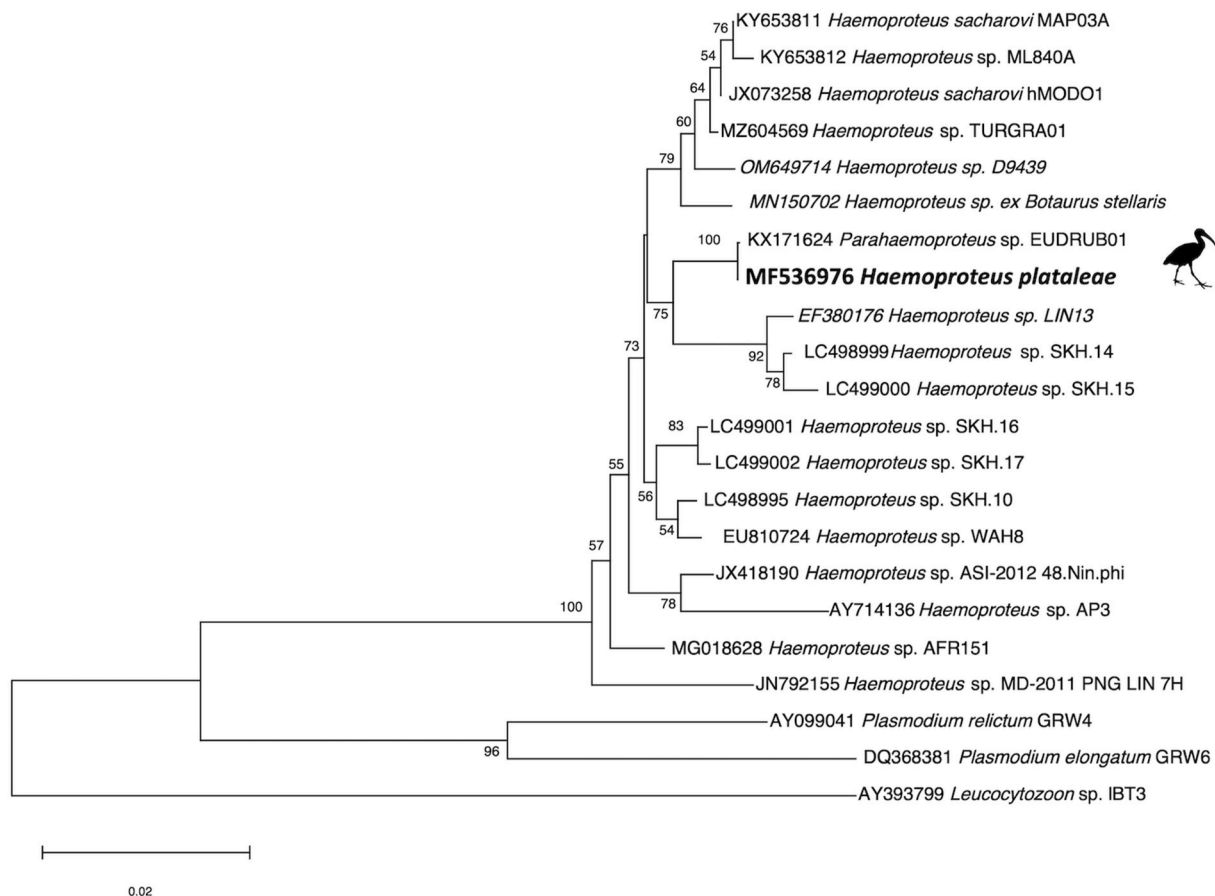 76 KY653811 Haemoproteus sacharovi MAP03A
54 KY653812 Haemoproteus sp. ML840A
64 JX073258 Haemoproteus sacharovi hMODO1
60 MZ604569 Haemoproteus sp. TURGRA01
79 OM649714 Haemoproteus sp. D9439
MN150702 Haemoproteus sp. ex Botaurus stellaris
100 KX171624 Parahaemoproteus sp. EUDRUB01
MF536976 Haemoproteus plataleae
75 EF380176 Haemoproteus sp. LIN13
73 92 LC498999 Haemoproteus sp. SKH.14
78 LC499000 Haemoproteus sp. SKH.15
83 LC499001 Haemoproteus sp. SKH.16
55 LC499002 Haemoproteus sp. SKH.17
56 LC498995 Haemoproteus sp. SKH.10
54 EU810724 Haemoproteus sp. WAH8
57 JX418190 Haemoproteus sp. ASI-2012 48.Nin.phi
100 78 AY714136 Haemoproteus sp. AP3
MG018628 Haemoproteus sp. AFR151
JN792155 Haemoproteus sp. MD-2011 PNG LIN 7H
AY099041 Plasmodium relictum GRW4
96 DQ368381 Plasmodium elongatum GRW6
AY393799 Leucocytozoon sp. IBT3
0.02